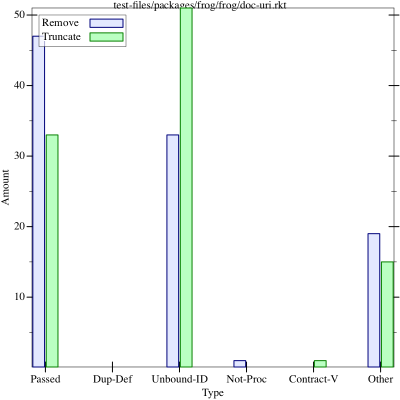 test-files/packages/frog/frog/doc-uri.rkt
Remove
Truncate
50
40
30
20
10
Amount
Passed Dup-Def Unbound-ID Not-Proc Contract-V Other
Type